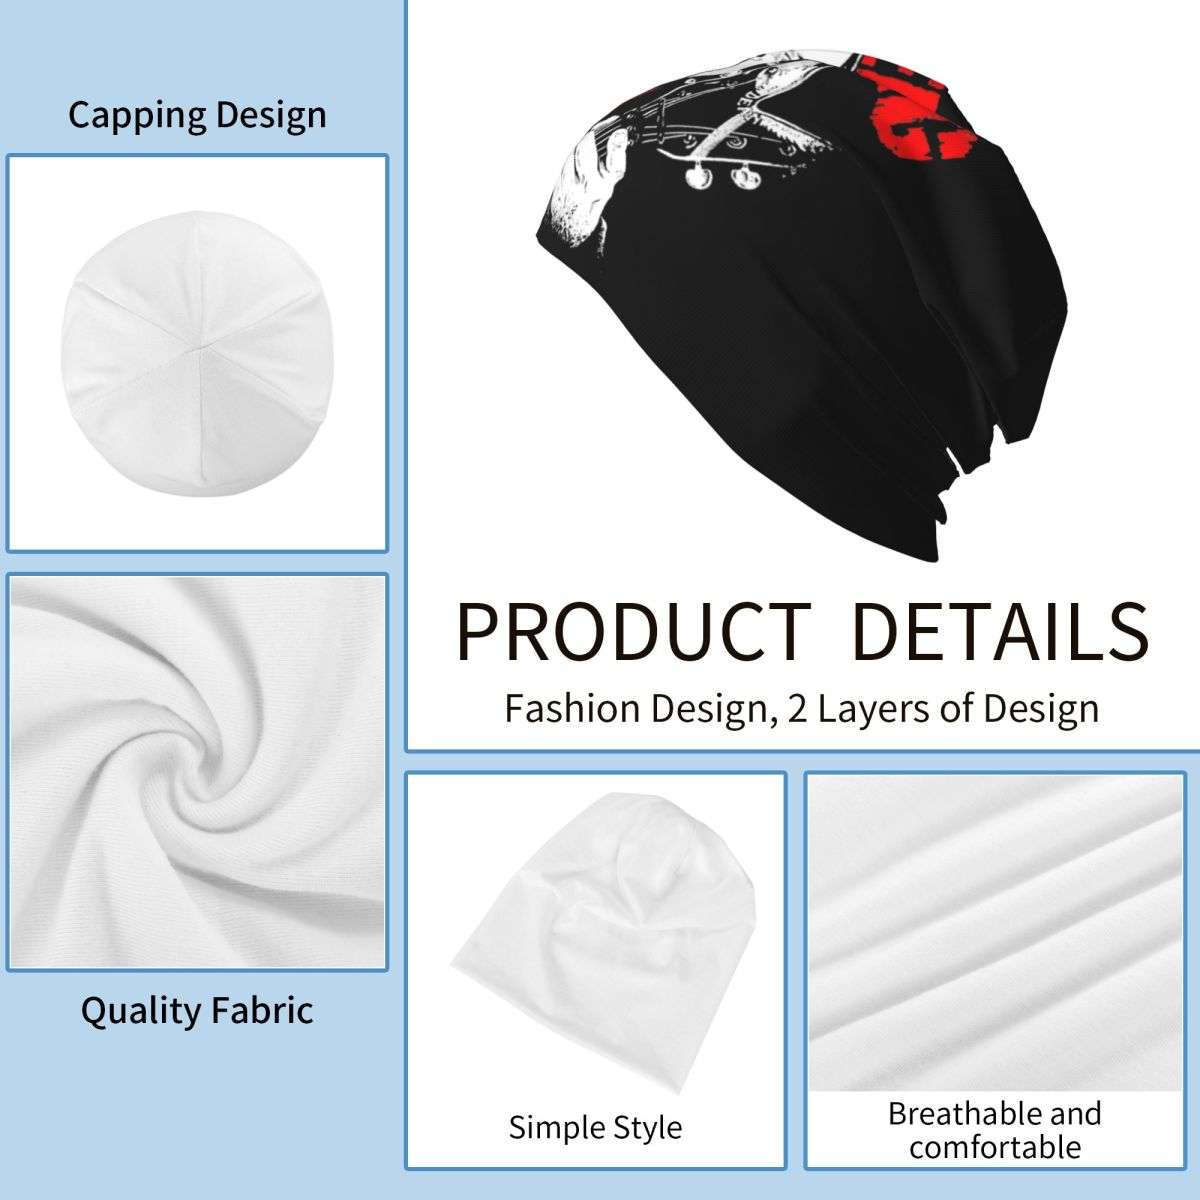 Capping Design
PRODUCT DETAILS
Fashion Design, 2 Layers of Design
Quality Fabric
Simple Style
Breathable and
comfortable